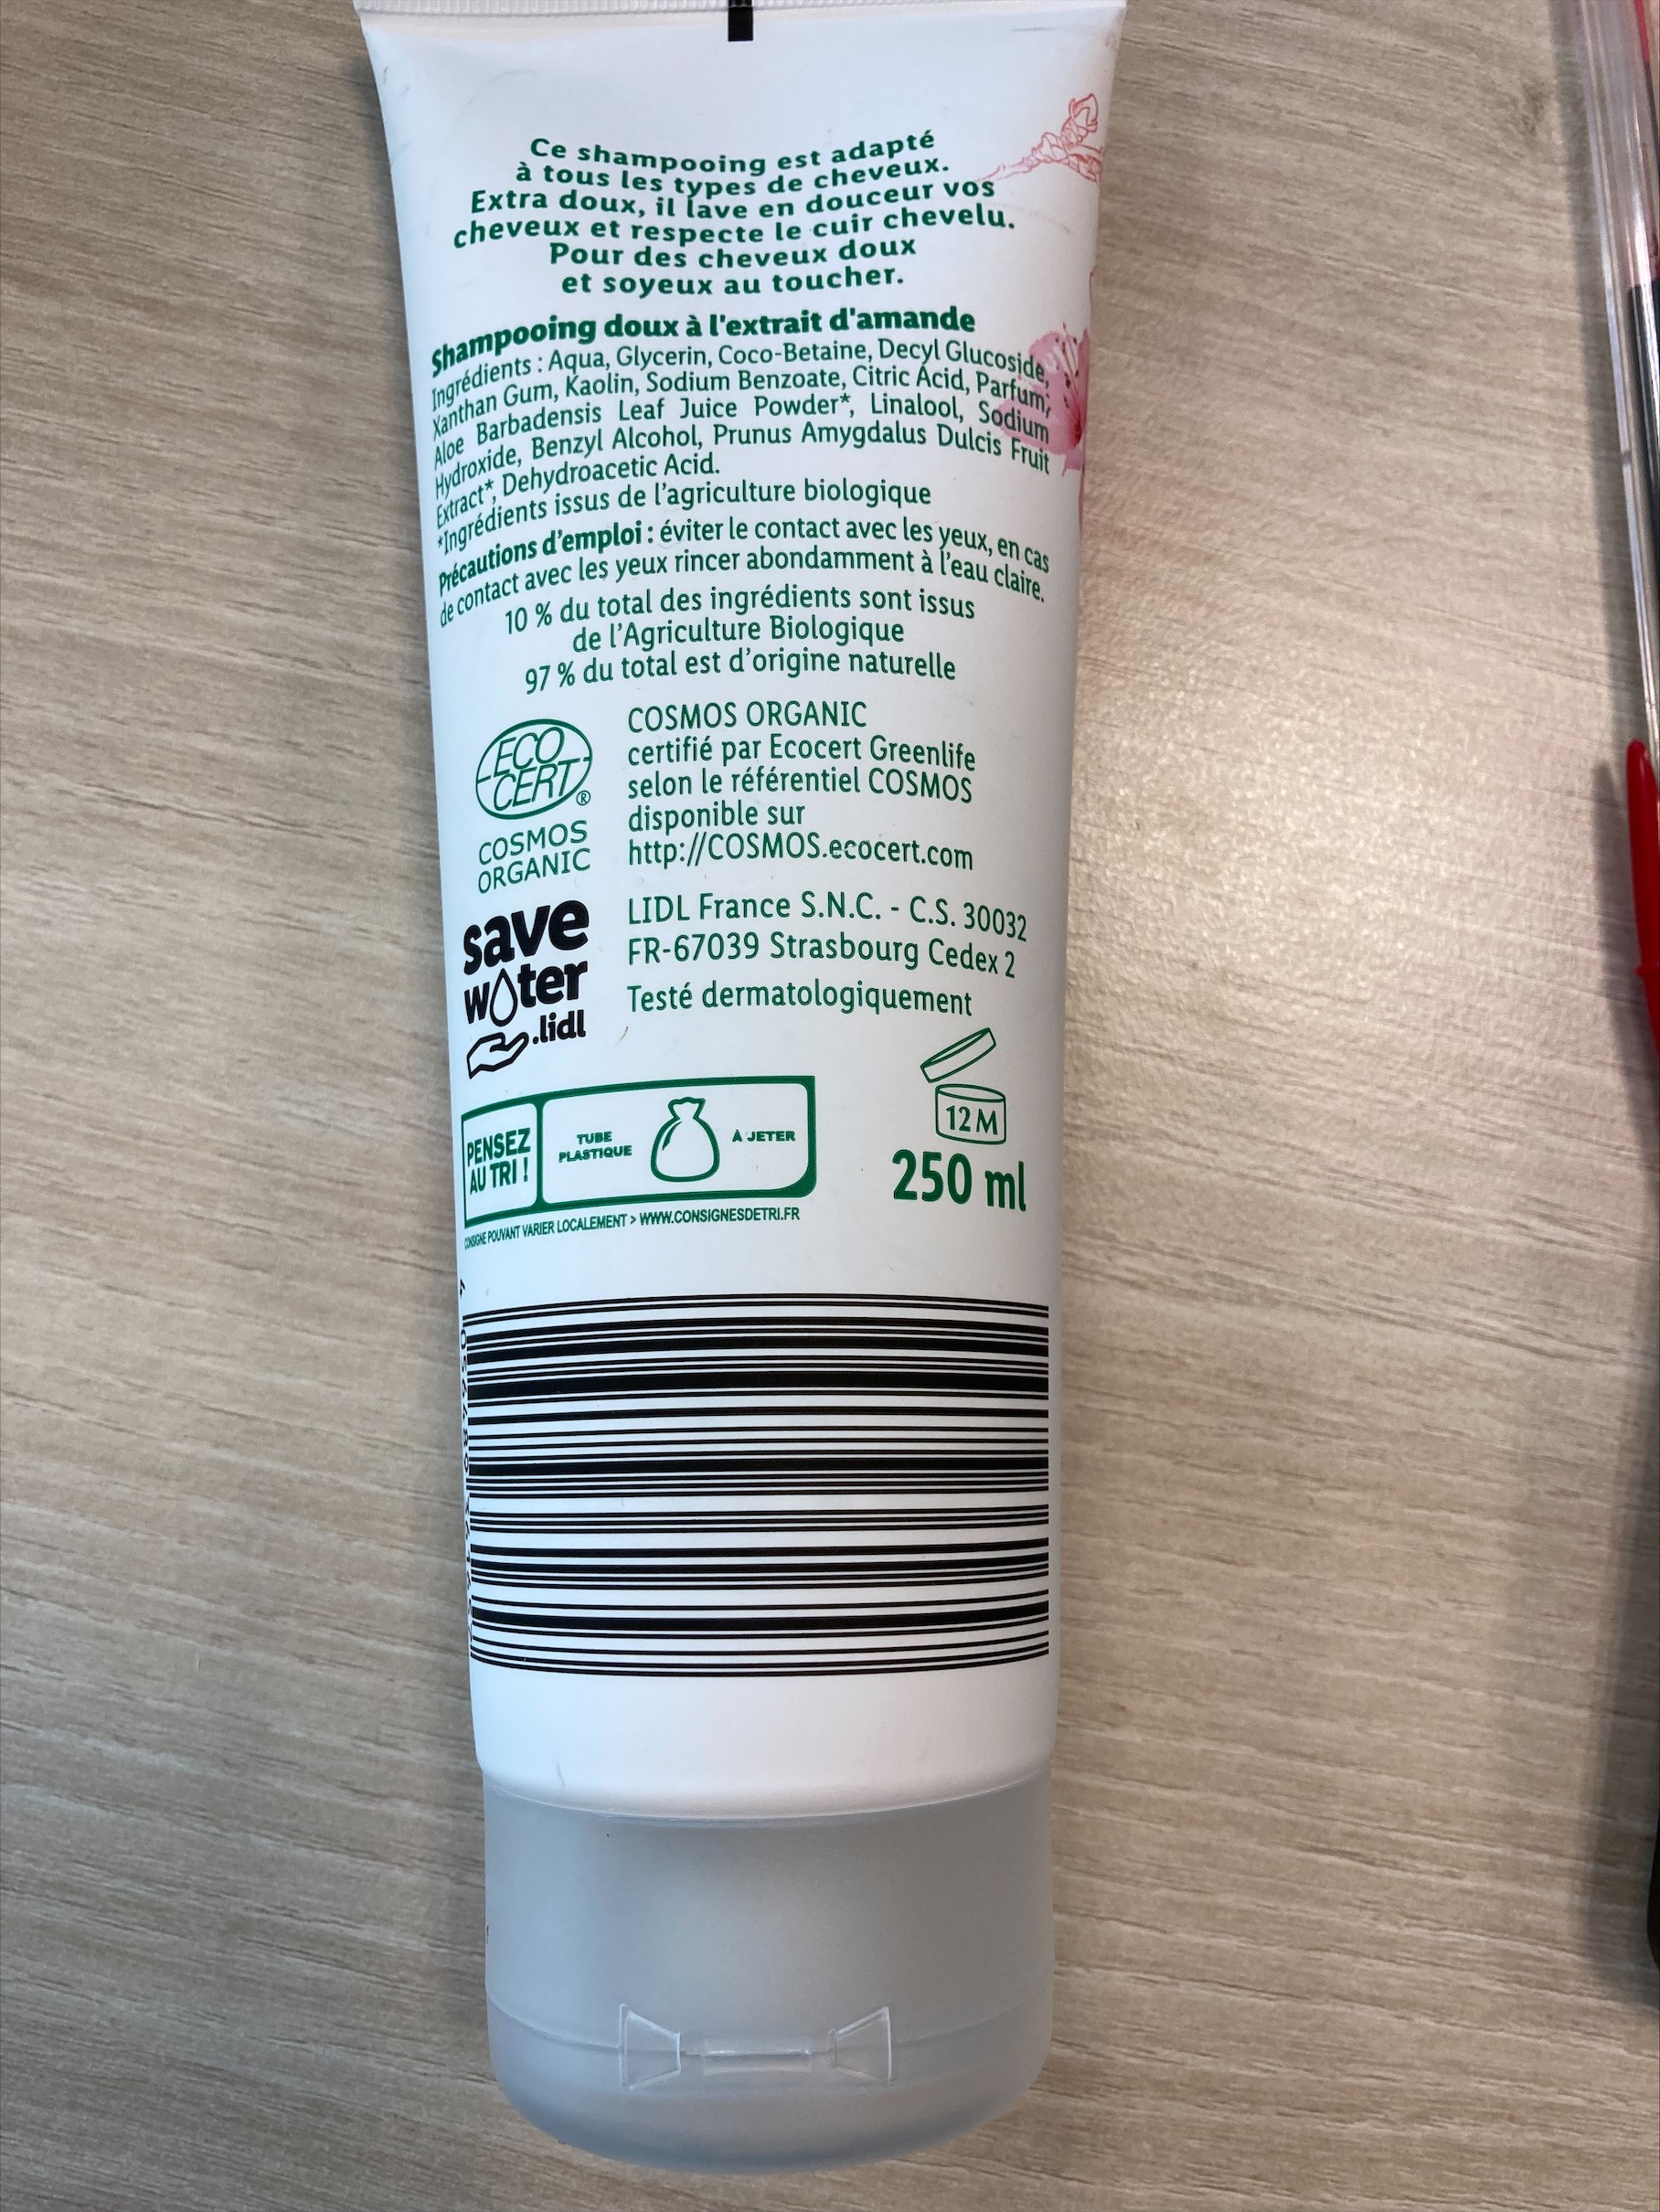 Ce shampooing est adapté
à tous les types de cheveux.
Extra doux, il lave en douceur vos
cheveux et respecte le cuir chevelu.
Pour des cheveux doux
et soyeux au toucher.
Shampooing doux à l'extrait d'amande
Ingrédients : Aqua, Glycerin, Coco-Betaine, Decyl Glucoside,
Xanthan Gum, Kaolin, Sodium Benzoate, Citric Acid, Parfum,
Aloe Barbadensis Leaf Juice Powder*, Linalool, Sodium
Hydroxide, Benzyl Alcohol, Prunus Amygdalus Dulcis Fruit
Extract*, Dehydroacetic Acid.
*Ingrédients issus de l'agriculture biologique
Précautions d'emploi : éviter le contact avec les yeux, en cas
de contact avec les yeux rincer abondamment à l'eau claire.
10 % du total des ingrédients sont issus
de l'Agriculture Biologique
97 % du total est d'origine naturelle
ECO
CERT®
COSMOS
ORGANIC
COSMOS ORGANIC
certifié par Ecocert Greenlife
selon le référentiel COSMOS
disponible sur
http://COSMOS.ecocert.com
save
water
.lidl
LIDL France S.N.C. - C.S. 30032
FR-67039 Strasbourg Cedex 2
Testé dermatologiquement
12M
250 ml
PENSEZ
AU TRI !
TUBE
PLASTIQUE
À JETER
CONSIGNE POUVANT VARIER LOCALEMENT > WWW.CONSIGNESDETRI.FR